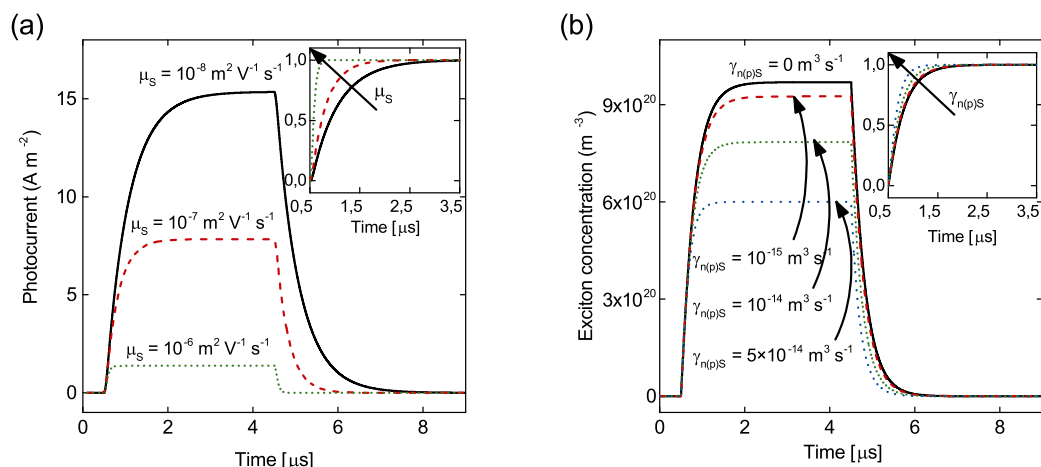 (a)
Photocurrent (A m⁻²)
15
10
5
0
0
2
4
6
8
Time [μs]
μS = 10⁻⁸ m² V⁻¹ s⁻¹
μS = 10⁻⁷ m² V⁻¹ s⁻¹
μS = 10⁻⁶ m² V⁻¹ s⁻¹
1,0
0,5
0,0
0,5
1,5
2,5
3,5
Time [μs]
μS
(b)
Exciton concentration (m⁻³)
9x10²⁰
6x10²⁰
3x10²⁰
0
0
2
4
6
8
Time [μs]
γn(p)S = 0 m³ s⁻¹
γn(p)S = 10⁻¹⁵ m³ s⁻¹
γn(p)S = 10⁻¹⁴ m³ s⁻¹
γn(p)S = 5×10⁻¹⁴ m³ s⁻¹
1,0
0,5
0,0
0,5
1,5
2,5
3,5
Time [μs]
γn(p)S